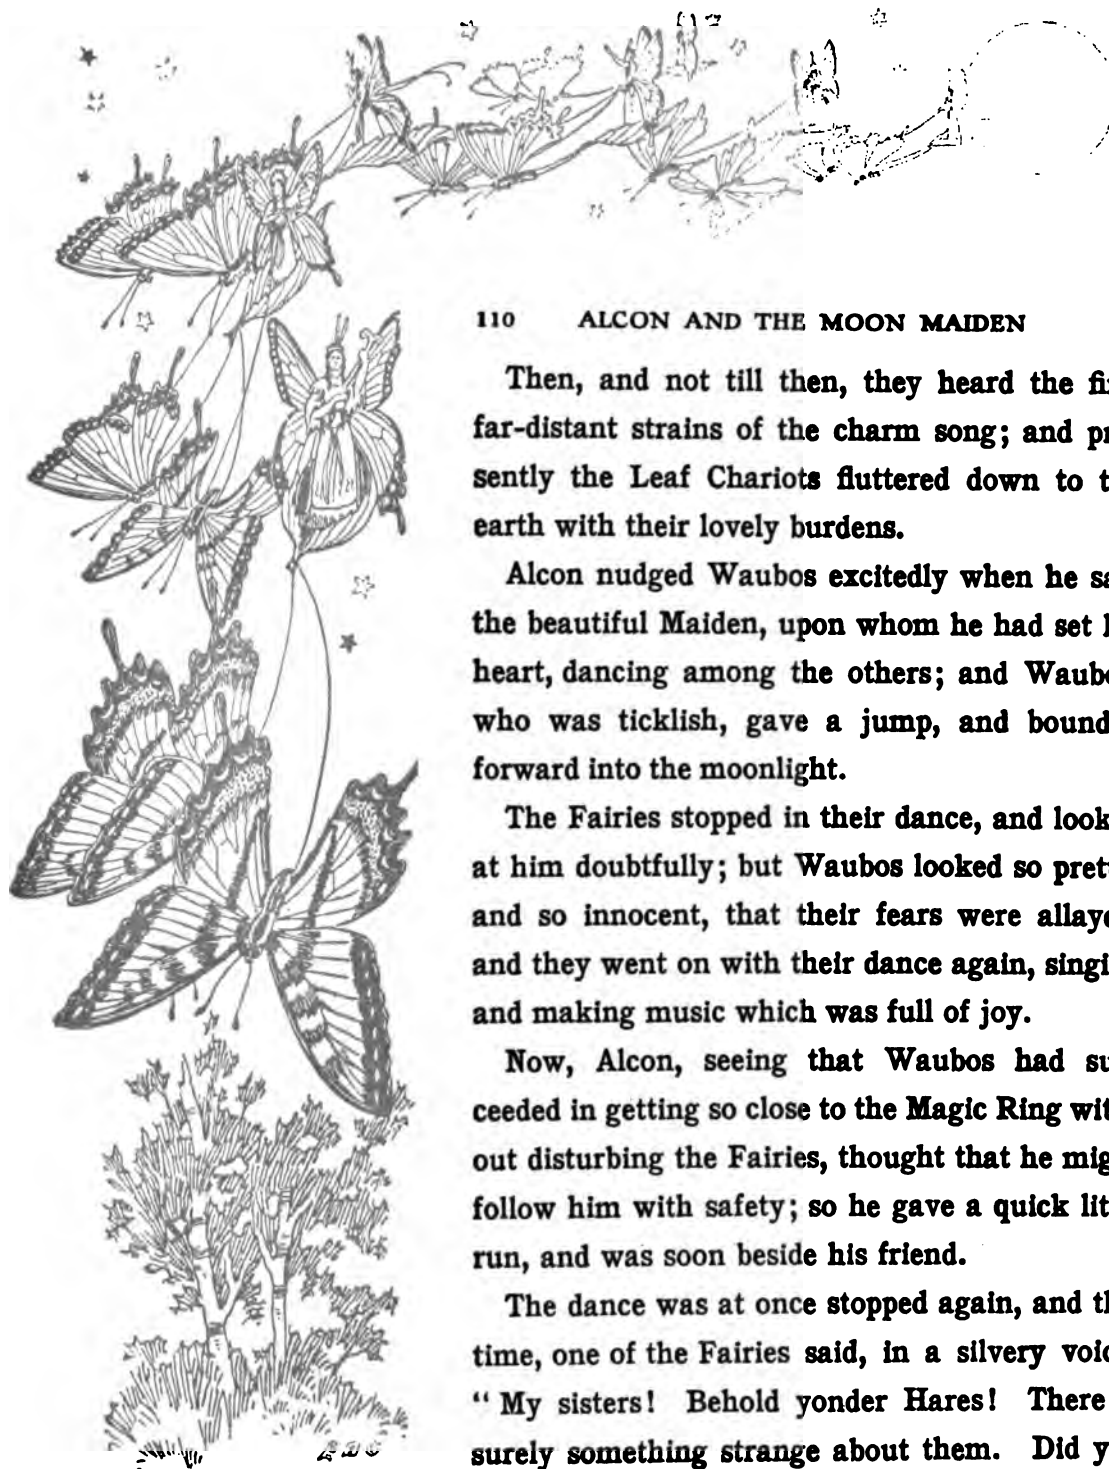 110 ALCON AND THE MOON MAIDEN
Then, and not till then, they heard the
far-distant strains of the charm song; and
sently the Leaf Chariots fluttered down to
earth with their lovely burdens.
Alcon nudged Waubos excitedly when he
the beautiful Maiden, upon whom he had set
heart, dancing among the others; and
who was ticklish, gave a jump, and
forward into the moonlight.
The Fairies stopped in their dance, and
at him doubtfully; but Waubos looked so
and so innocent, that their fears were
and they went on with their dance again,
and making music which was full of joy.
Now, Alcon, seeing that Waubos had
ceeded in getting so close to the Magic Ring
out disturbing the Fairies, thought that he
follow him with safety; so he gave a quick
run, and was soon beside his friend.
The dance was at once stopped again, and
time, one of the Fairies said, in a silvery
“My sisters! Behold yonder Hares! There
surely something strange about them. Did